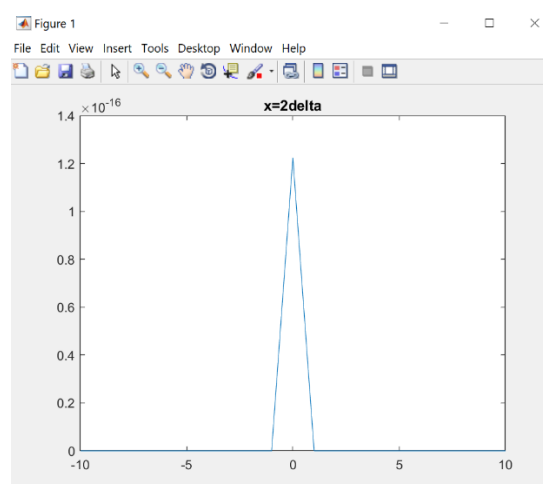 Figure 1
File Edit View Insert Tools Desktop Window Help
×10⁻¹⁶
x=2delta
1.4
1.2
1
0.8
0.6
0.4
0.2
0
-10 -5 0 5 10